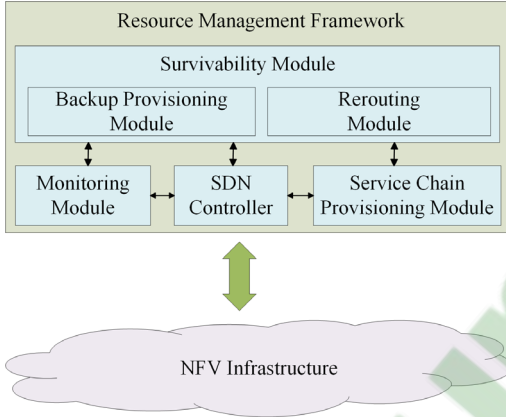 Resource Management Framework
Survivability Module
Backup Provisioning
Module
Rerouting
Module
Monitoring
Module
SDN
Controller
Service Chain
Provisioning Module
NFV Infrastructure